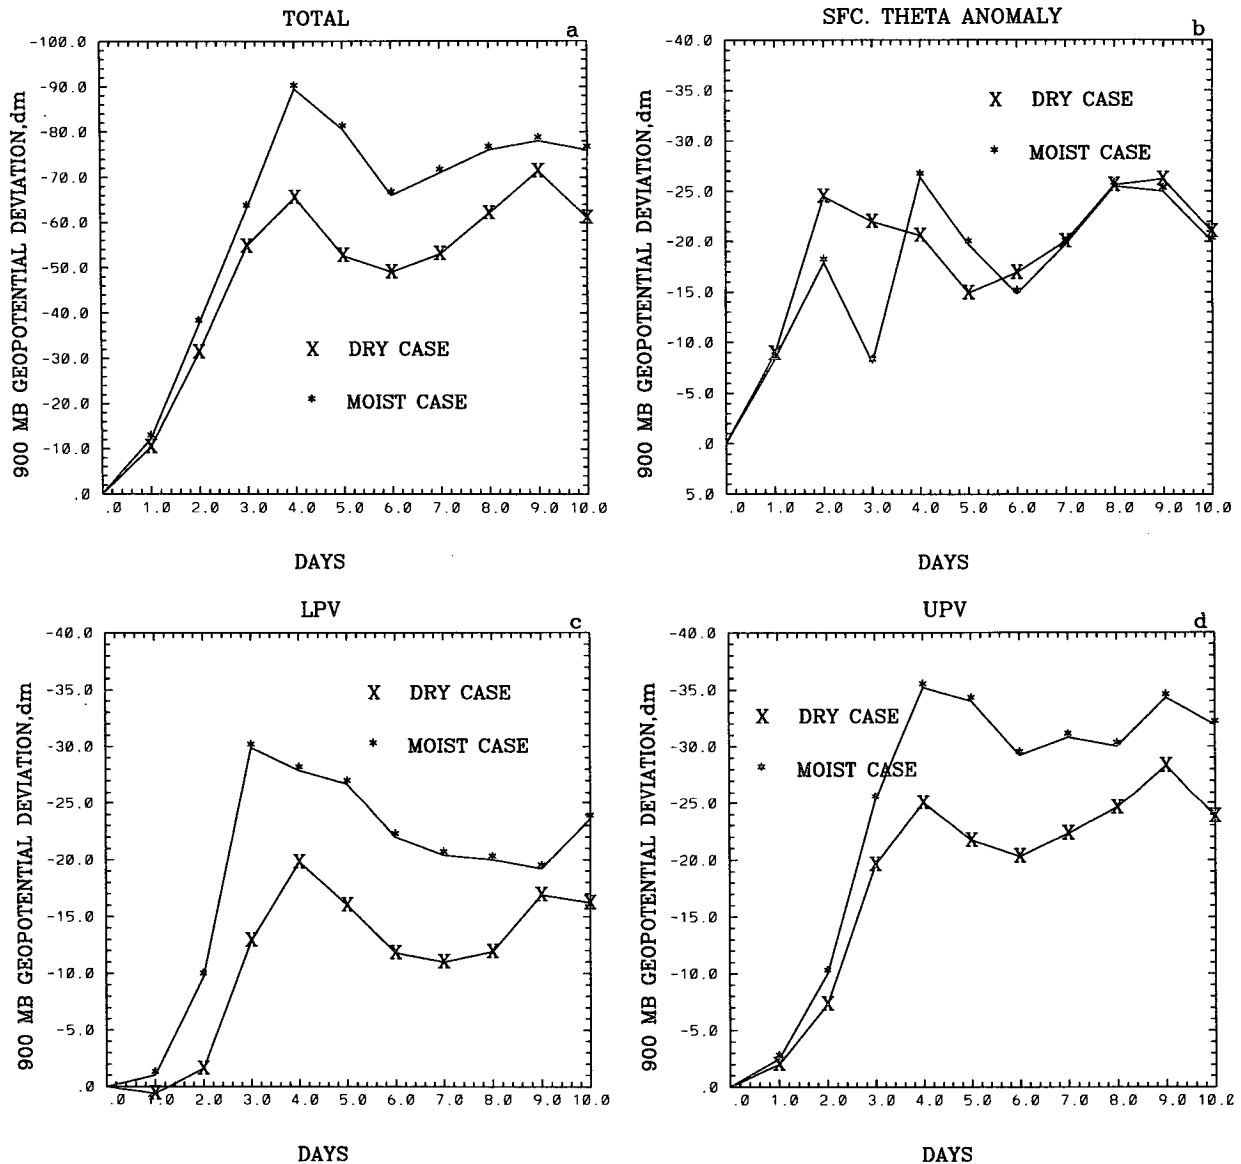 TOTAL
a
-100.0
-90.0
-80.0
-70.0
-60.0
-50.0
-40.0
-30.0
-20.0
-10.0
.0
900 MB GEOPOTENTIAL DEVIATION,dm
X DRY CASE
* MOIST CASE
.0 1.0 2.0 3.0 4.0 5.0 6.0 7.0 8.0 9.0 10.0
DAYS
SFC. THETA ANOMALY
b
-40.0
-35.0
-30.0
-25.0
-20.0
-15.0
-10.0
-5.0
.0
5.0
900 MB GEOPOTENTIAL DEVIATION,dm
X DRY CASE
* MOIST CASE
.0 1.0 2.0 3.0 4.0 5.0 6.0 7.0 8.0 9.0 10.0
DAYS
LPV
c
-40.0
-35.0
-30.0
-25.0
-20.0
-15.0
-10.0
-5.0
.0
900 MB GEOPOTENTIAL DEVIATION,dm
X DRY CASE
* MOIST CASE
.0 1.0 2.0 3.0 4.0 5.0 6.0 7.0 8.0 9.0 10.0
DAYS
UPV
d
-40.0
-35.0
-30.0
-25.0
-20.0
-15.0
-10.0
-5.0
.0
900 MB GEOPOTENTIAL DEVIATION,dm
X DRY CASE
* MOIST CASE
.0 1.0 2.0 3.0 4.0 5.0 6.0 7.0 8.0 9.0 10.0
DAYS